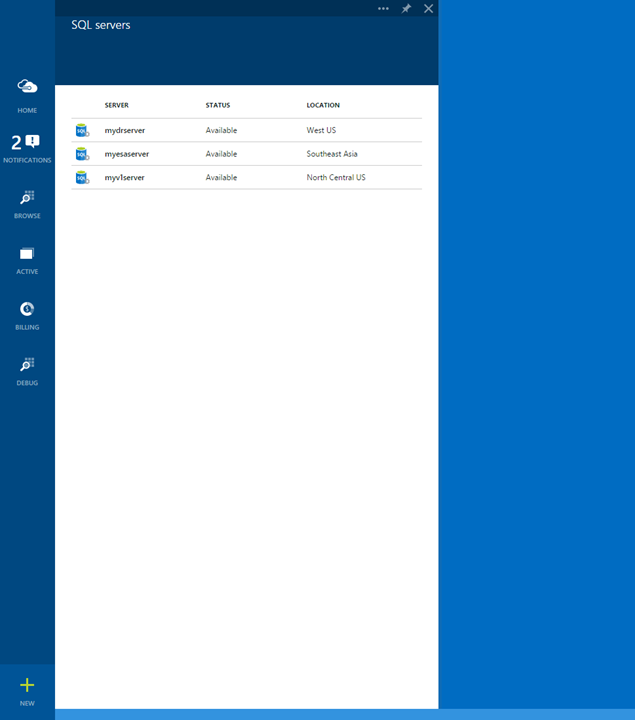 SQL servers
HOME
2
NOTIFICATIONS
BROWSE
ACTIVE
BILLING
DEBUG
NEW
SERVER STATUS LOCATION
SQL mydrserver Available West US
SQL myesaserver Available Southeast Asia
SQL myv1server Available North Central US